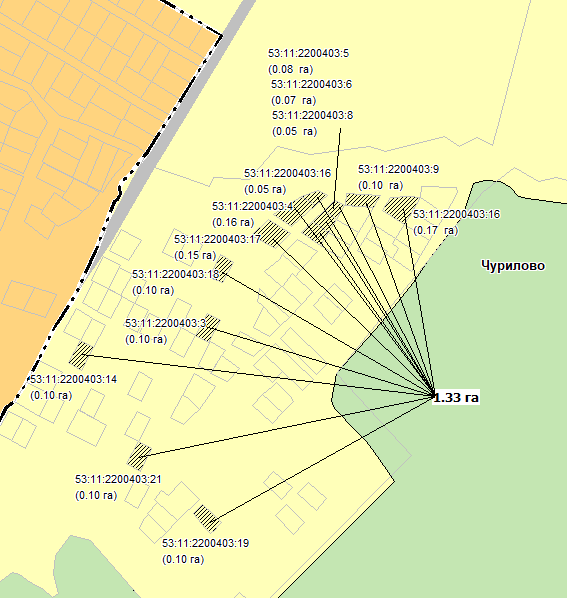 53:11:2200403:5
(0.08 га)
53:11:2200403:6
(0.07 га)
53:11:2200403:8
(0.05 га)
53:11:2200403:16
(0.05 га)
53:11:2200403:9
(0.10 га)
53:11:2200403:4
(0.16 га)
53:11:2200403:16
(0.17 га)
53:11:2200403:17
(0.15 га)
Чурилово
53:11:2200403:18
(0.10 га)
53:11:2200403:3
(0.10 га)
53:11:2200403:14
(0.10 га)
1.33 га
53:11:2200403:21
(0.10 га)
53:11:2200403:19
(0.10 га)